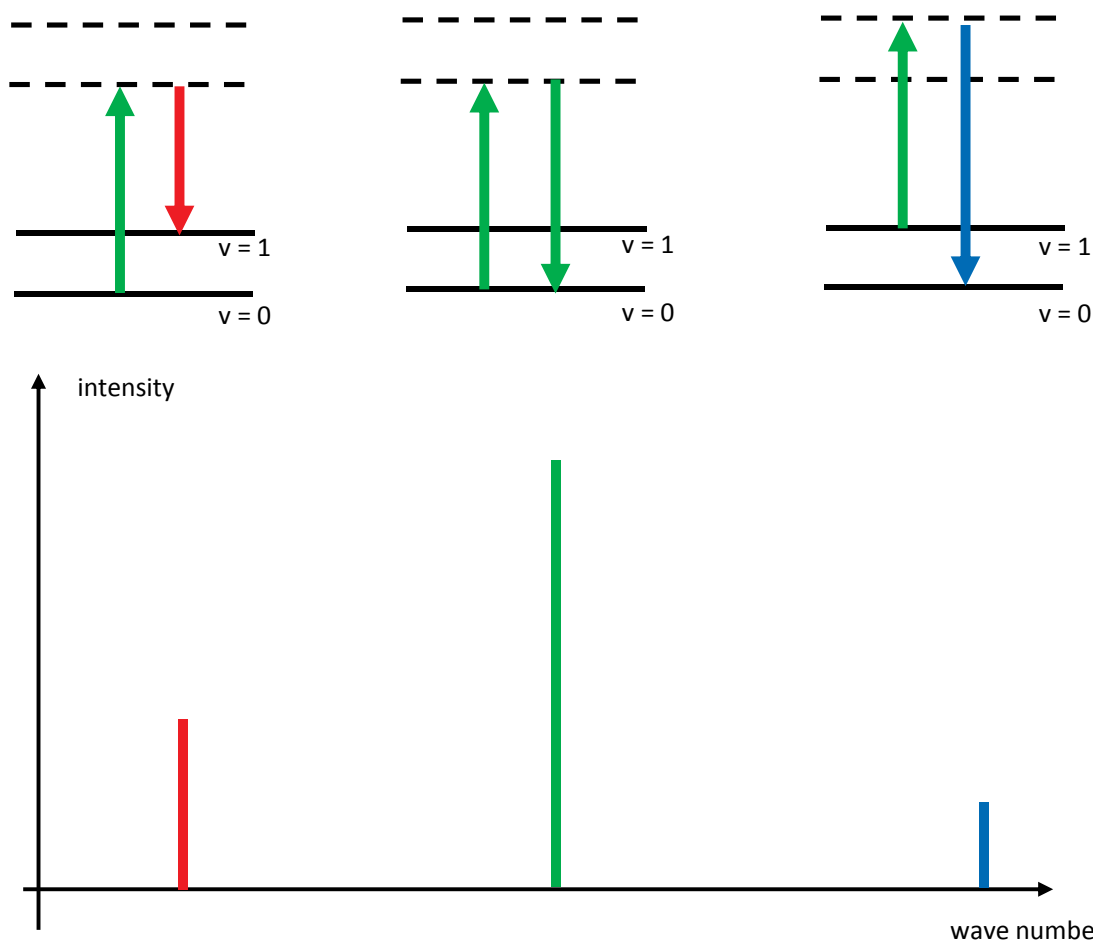 v = 1
v = 0
v = 1
v = 0
v = 1
v = 0
intensity
wave numbe